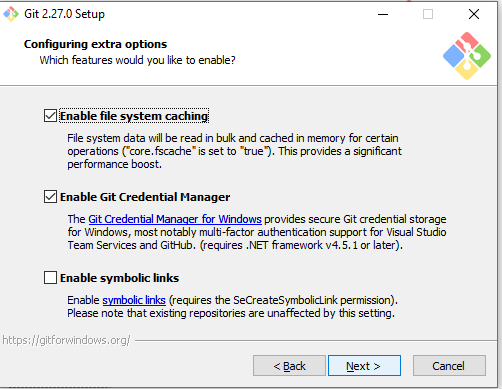 Git 2.27.0 Setup
Configuring extra options
Which features would you like to enable?
Enable file system caching
File system data will be read in bulk and cached in memory for certain
operations ("core.fscache" is set to "true"). This provides a significant
performance boost.
Enable Git Credential Manager
The Git Credential Manager for Windows provides secure Git credential storage
for Windows, most notably multi-factor authentication support for Visual Studio
Team Services and GitHub. (requires .NET framework v4.5.1 or later).
Enable symbolic links
Enable symbolic links (requires the SeCreateSymbolicLink permission).
Please note that existing repositories are unaffected by this setting.
https://gitforwindows.org/
< Back
Next >
Cancel